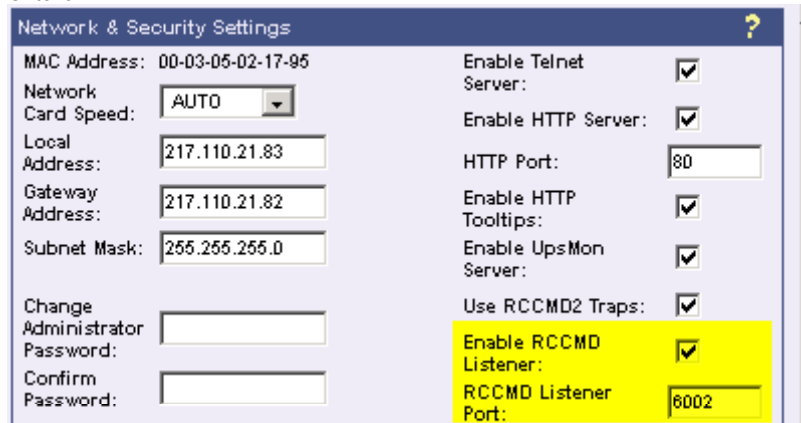 Network & Security Settings ?
MAC Address: 00-03-05-02-17-95
Network
Card Speed: AUTO
Local
Address: 217.110.21.83
Gateway
Address: 217.110.21.82
Subnet Mask: 255.255.255.0
Change
Administrator
Password:
Confirm
Password:
Enable Telnet
Server:
Enable HTTP Server:
HTTP Port: 80
Enable HTTP
Tooltips:
Enable UpsMon
Server:
Use RCCMD2 Traps:
Enable RCCMD
Listener:
RCCMD Listener
Port: 6002